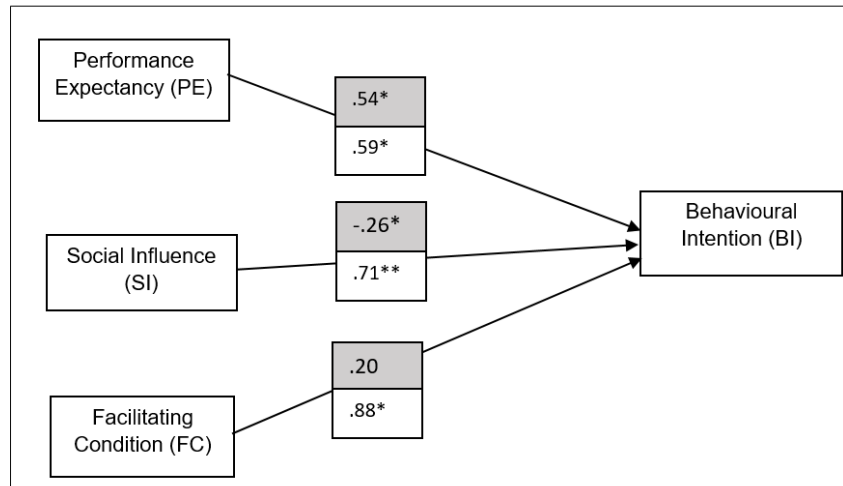 Performance
Expectancy (PE)
.54*
.59*
Social Influence
(SI)
-.26*
.71**
Behavioural
Intention (BI)
Facilitating
Condition (FC)
.20
.88*